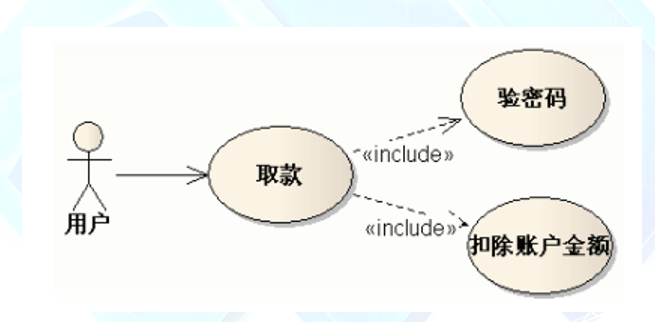 验密码
«include»
取款
用户
«include»
扣除账户金额